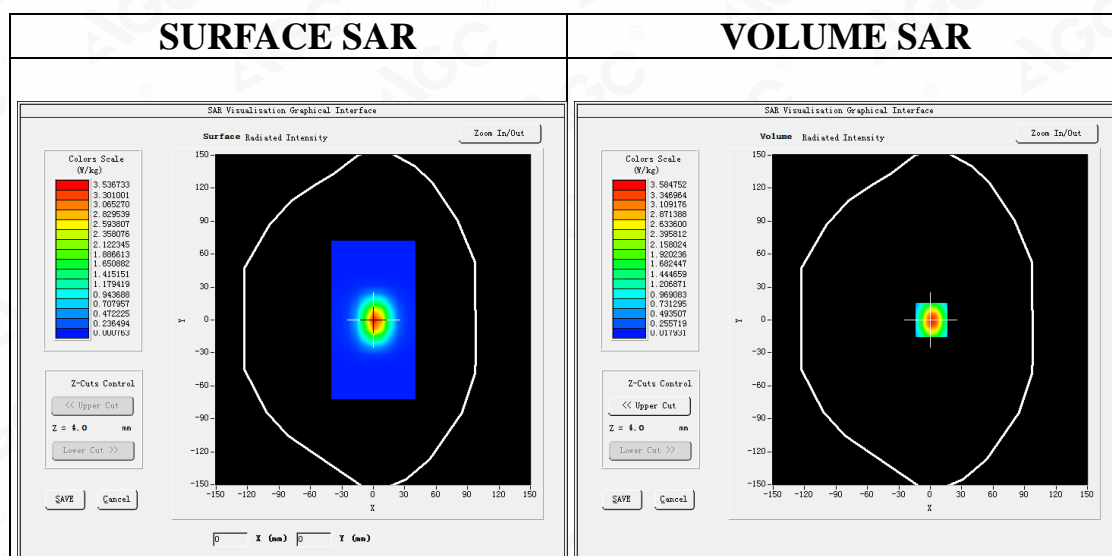 SURFACE SAR
VOLUME SAR
SAR Visualisation Graphical Interface
Surface Radiated Intensity
Zoom In/Out
Colors Scale
(W/kg)
3.536733
3.301001
3.065270
2.829539
2.593807
2.358076
2.122345
1.886613
1.650882
1.415151
1.179419
0.943688
0.707957
0.472225
0.236494
0.000763
150
120
90
60
30
0
-30
-60
-90
-120
-150
Y
-150 -120 -90 -60 -30 0 30 60 90 120 150
X
Z-Cuts Control
<< Upper Cut
Z = 4.0 mm
Lower Cut >>
SAVE Cancel
0 X (mm) 0 Y (mm)
SAR Visualisation Graphical Interface
Volume Radiated Intensity
Zoom In/Out
Colors Scale
(W/kg)
3.584752
3.346964
3.109176
2.871388
2.633600
2.395812
2.158024
1.920236
1.682447
1.444659
1.206871
0.969083
0.731295
0.493507
0.255719
0.017931
150
120
90
60
30
0
-30
-60
-90
-120
-150
Y
-150 -120 -90 -60 -30 0 30 60 90 120 150
X
Z-Cuts Control
<< Upper Cut
Z = 4.0 mm
Lower Cut >>
SAVE Cancel
AGC